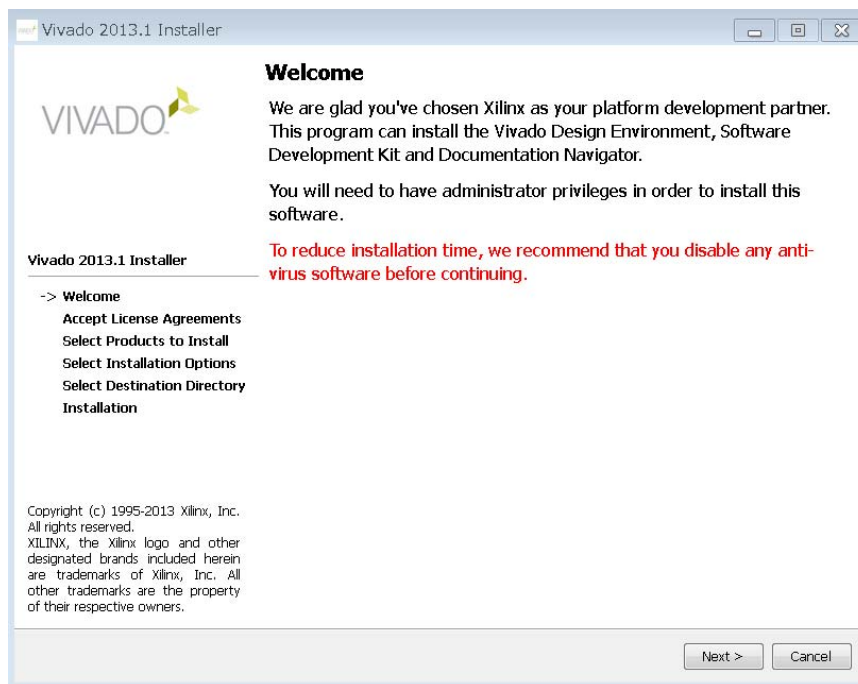 Vivado 2013.1 Installer
VIVADO
Welcome
We are glad you've chosen Xilinx as your platform development partner.
This program can install the Vivado Design Environment, Software
Development Kit and Documentation Navigator.
You will need to have administrator privileges in order to install this
software.
To reduce installation time, we recommend that you disable any anti-
virus software before continuing.
Vivado 2013.1 Installer
-> Welcome
Accept License Agreements
Select Products to Install
Select Installation Options
Select Destination Directory
Installation
Copyright (c) 1995-2013 Xilinx, Inc.
All rights reserved.
XILINX, the Xilinx logo and other
designated brands included herein
are trademarks of Xilinx, Inc. All
other trademarks are the property
of their respective owners.
Next >
Cancel